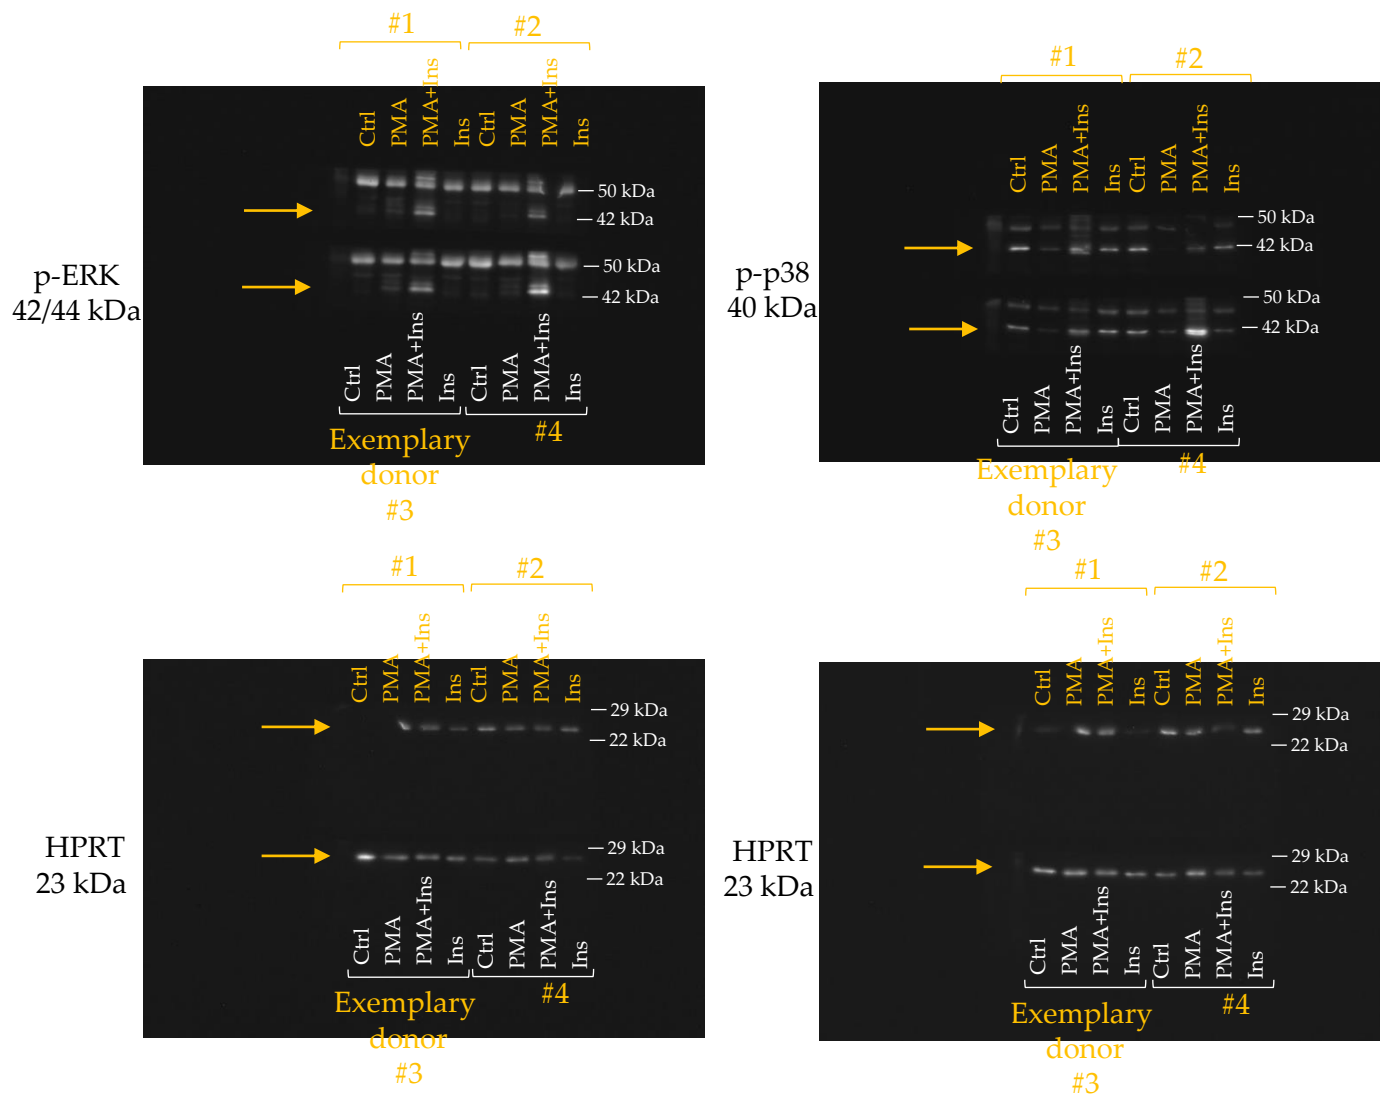 #1
#2
Ctrl
PMA
PMA+Ins
Ins
Ctrl
PMA
PMA+Ins
Ins
50 kDa
42 kDa
p-ERK
42/44 kDa
50 kDa
42 kDa
Ctrl
PMA
PMA+Ins
Ins
Ctrl
PMA
PMA+Ins
Ins
Exemplary
donor
#3
#4
#1
#2
Ctrl
PMA
PMA+Ins
Ins
Ctrl
PMA
PMA+Ins
Ins
50 kDa
42 kDa
p-p38
40 kDa
50 kDa
42 kDa
Ctrl
PMA
PMA+Ins
Ins
Ctrl
PMA
PMA+Ins
Ins
Exemplary
donor
#3
#4
#1
#2
Ctrl
PMA
PMA+Ins
Ins
Ctrl
PMA
PMA+Ins
Ins
29 kDa
22 kDa
HPRT
23 kDa
29 kDa
22 kDa
Ctrl
PMA
PMA+Ins
Ins
Ctrl
PMA
PMA+Ins
Ins
Exemplary
donor
#3
#4
#1
#2
Ctrl
PMA
PMA+Ins
Ins
Ctrl
PMA
PMA+Ins
Ins
29 kDa
22 kDa
HPRT
23 kDa
29 kDa
22 kDa
Ctrl
PMA
PMA+Ins
Ins
Ctrl
PMA
PMA+Ins
Ins
Exemplary
donor
#3
#4